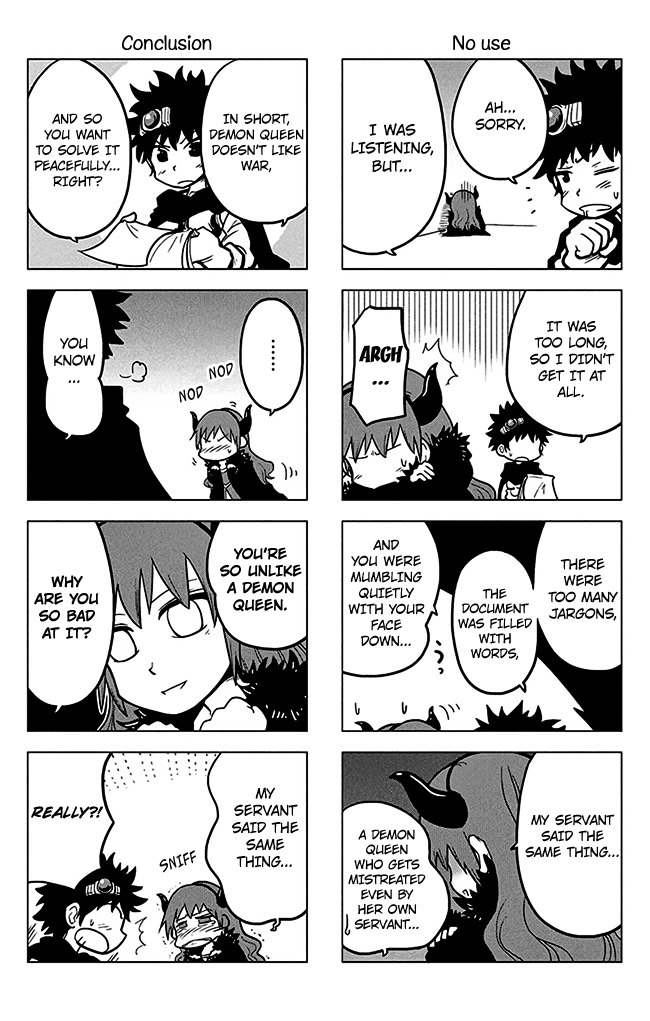 No use
AH...
SORRY.
I WAS
LISTENING,
BUT...
IT WAS
TOO LONG,
SO I DIDN'T
GET IT AT
ALL.
ARGH
...
THERE
WERE
TOO MANY
JARGONS,
THE
DOCUMENT
WAS FILLED
WITH
WORDS,
AND
YOU WERE
MUMBLING
QUIETLY
WITH YOUR
FACE
DOWN...
MY SERVANT
SAID THE
SAME THING...
A DEMON
QUEEN
WHO GETS
MISTREATED
EVEN BY
HER OWN
SERVANT...
Conclusion
IN SHORT,
DEMON QUEEN
DOESN'T LIKE
WAR,
AND SO
YOU WANT
TO SOLVE IT
PEACEFULLY...
RIGHT?
......
NOD
NOD
YOU
KNOW
...
YOU'RE
SO UNLIKE
A DEMON
QUEEN.
WHY
ARE YOU
SO BAD
AT IT?
MY
SERVANT
SAID THE
SAME
THING...
SNIFF
REALLY?!